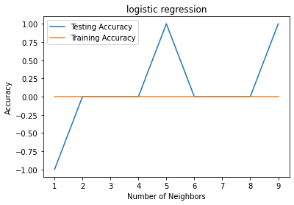 logistic regression
Testing Accuracy
Training Accuracy
1.00
0.75
0.50
0.25
0.00
−0.25
−0.50
−0.75
−1.00
Accuracy
1 2 3 4 5 6 7 8 9
Number of Neighbors